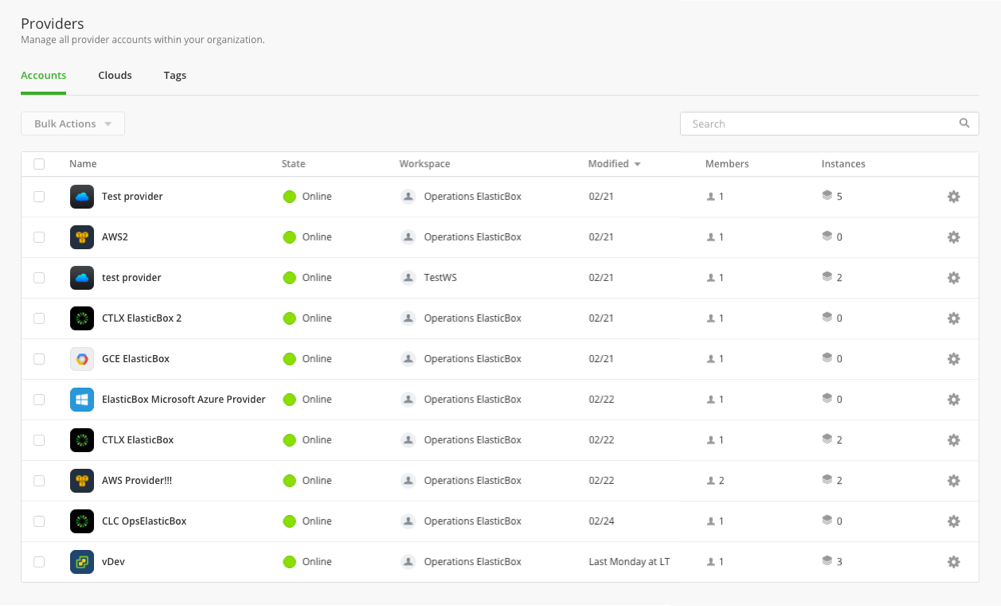 Providers
Manage all provider accounts within your organization.
Accounts Clouds Tags
Bulk Actions Search
Name State Workspace Modified Members Instances
Test provider Online Operations ElasticBox 02/21 1 5
AWS2 Online Operations ElasticBox 02/21 1 0
test provider Online TestWS 02/21 1 2
CTLX ElasticBox 2 Online Operations ElasticBox 02/21 1 0
GCE ElasticBox Online Operations ElasticBox 02/21 1 0
ElasticBox Microsoft Azure Provider Online Operations ElasticBox 02/22 1 0
CTLX ElasticBox Online Operations ElasticBox 02/22 1 2
AWS Provider!!! Online Operations ElasticBox 02/22 2 2
CLC OpsElasticBox Online Operations ElasticBox 02/24 1 0
vDev Online Operations ElasticBox Last Monday at LT 1 3